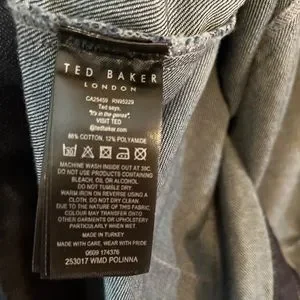 TED BAKER
LONDON
CA25459 RN95229
Ted says,
"It's in the genes".
VISIT TED
@tedbaker.com
88% COTTON, 12% POLYAMIDE
MACHINE WASH INSIDE OUT AT 30C.
DO NOT USE PRODUCTS CONTAINING
BLEACH, OIL OR ALCOHOL.
DO NOT TUMBLE DRY.
WARM IRON ON REVERSE USING A
CLOTH. DO NOT DRY CLEAN
DUE TO THE NATURE OF THIS FABRIC,
COLOUR MAY TRANSFER ONTO
OTHER GARMENTS OR UPHOLSTERY
PARTICULARLY WHEN WET.
MADE IN TURKEY
MADE WITH CARE, WEAR WITH PRIDE
0609 174376
253017 WMD POLINNA